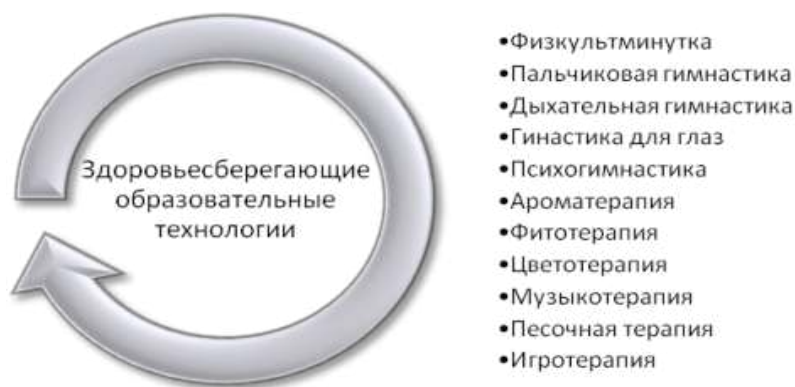 Здоровьесберегающие
образовательные
технологии
•Физкультминутка
•Пальчиковая гимнастика
•Дыхательная гимнастика
•Гинастика для глаз
•Психогимнастика
•Ароматерапия
•Фитотерапия
•Цветотерапия
•Музыкотерапия
•Песочная терапия
•Игротерапия